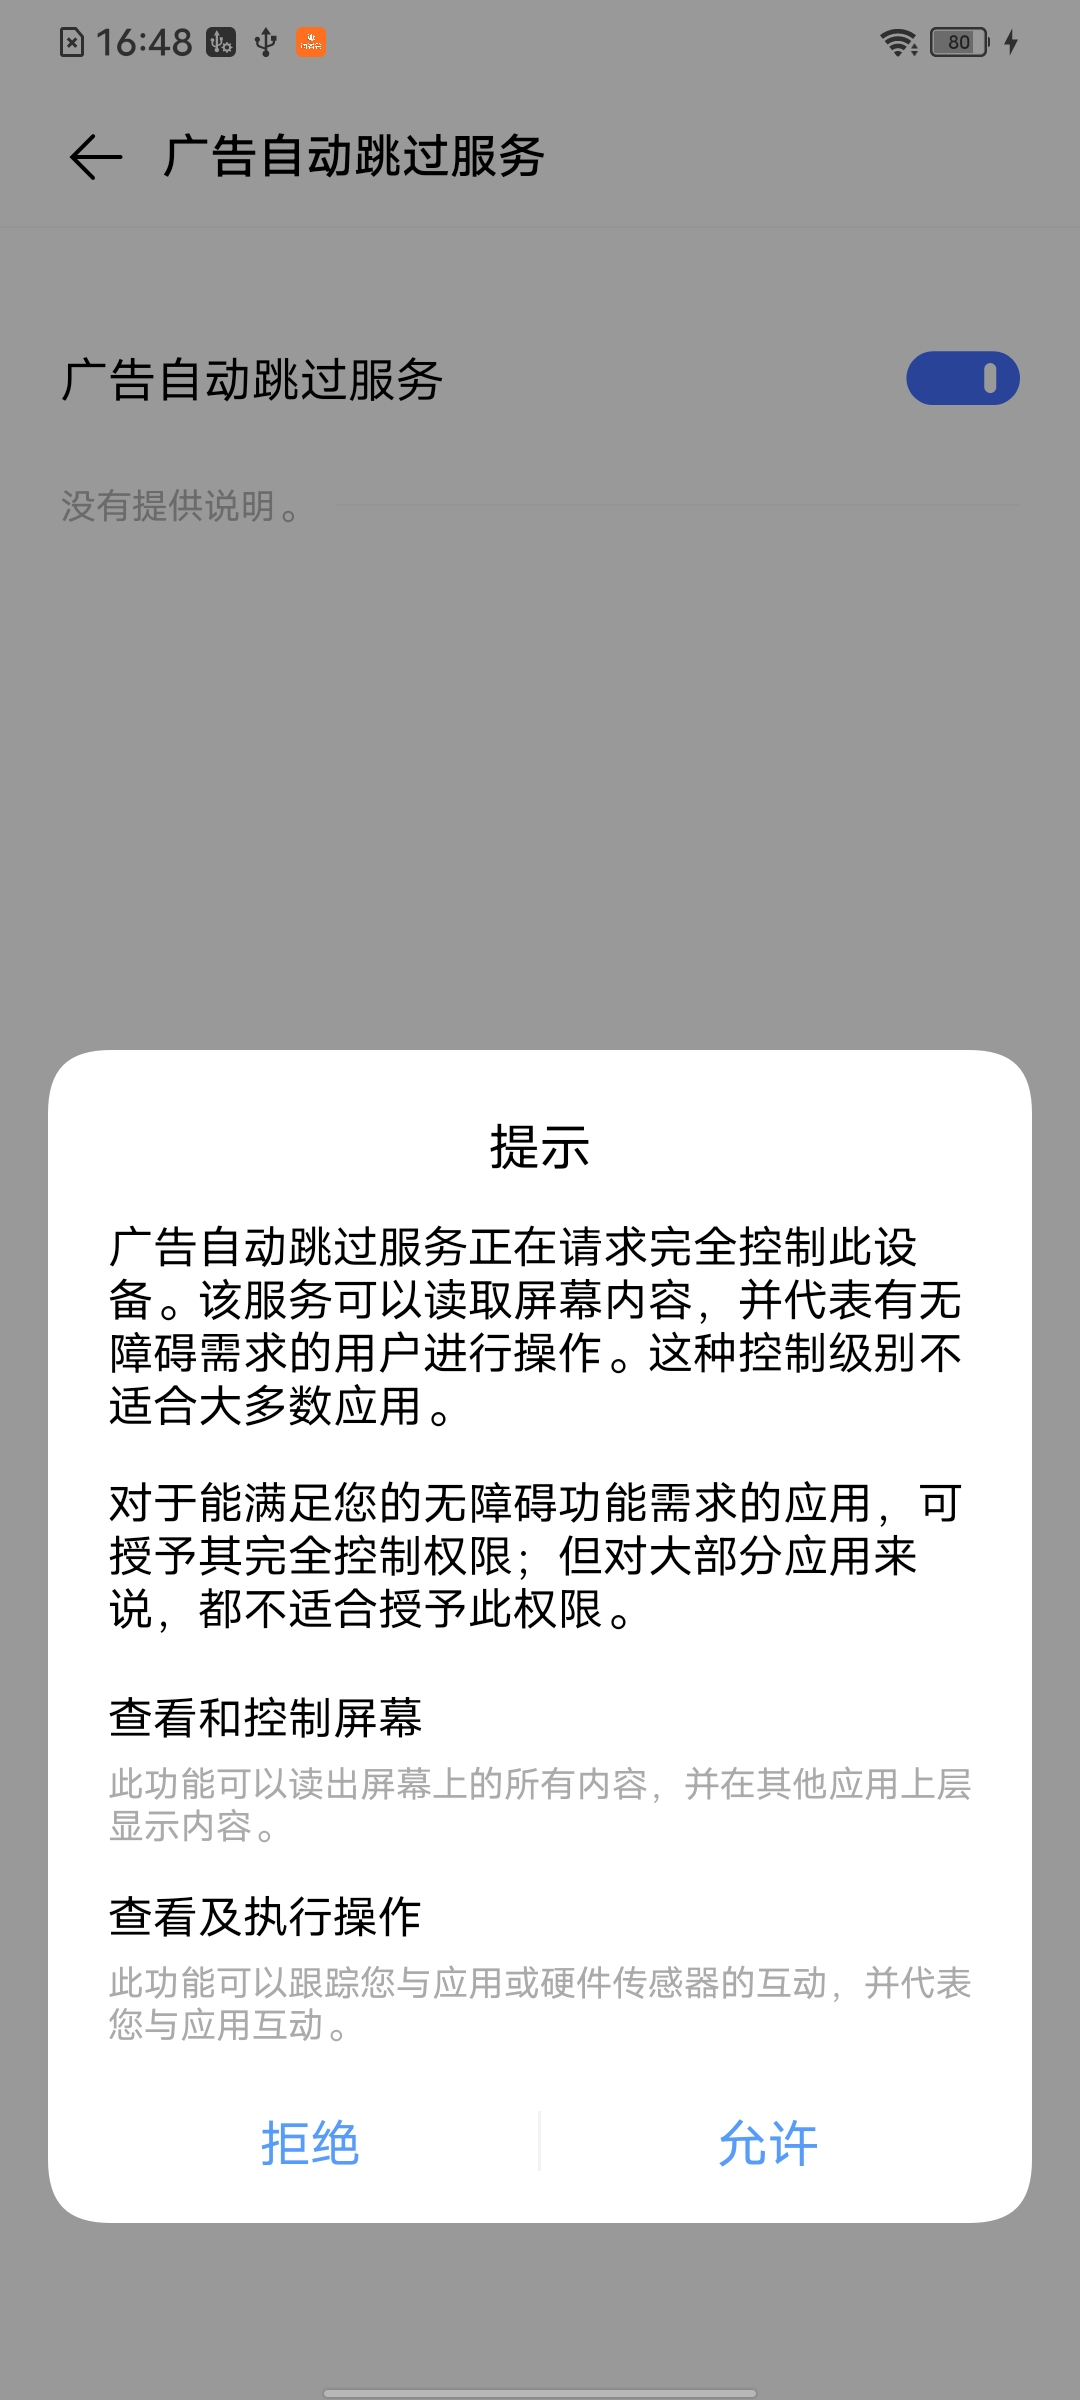 16:48
80
广告自动跳过服务
广告自动跳过服务
没有提供说明。
提示
广告自动跳过服务正在请求完全控制此设
备。该服务可以读取屏幕内容，并代表有无
障碍需求的用户进行操作。这种控制级别不
适合大多数应用。
对于能满足您的无障碍功能需求的应用，可
授予其完全控制权限；但对大部分应用来
说，都不适合授予此权限。
查看和控制屏幕
此功能可以读出屏幕上的所有内容，并在其他应用上层
显示内容。
查看及执行操作
此功能可以跟踪您与应用或硬件传感器的互动，并代表
您与应用互动。
拒绝
允许